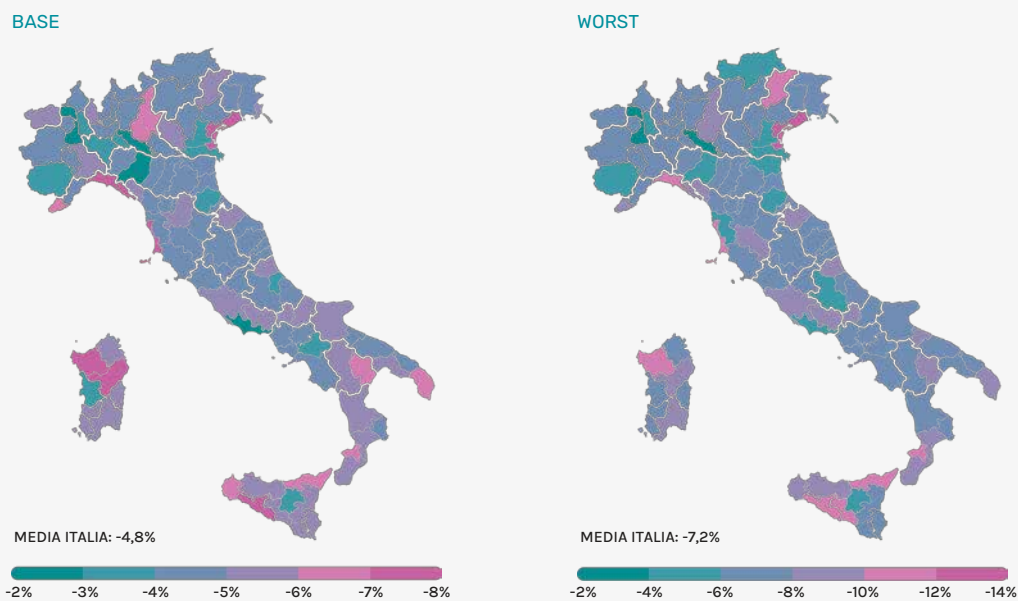 BASE
WORST
MEDIA ITALIA: -4,8%
MEDIA ITALIA: -7,2%
-2% -3% -4% -5% -6% -7% -8%
-2% -4% -6% -8% -10% -12% -14%